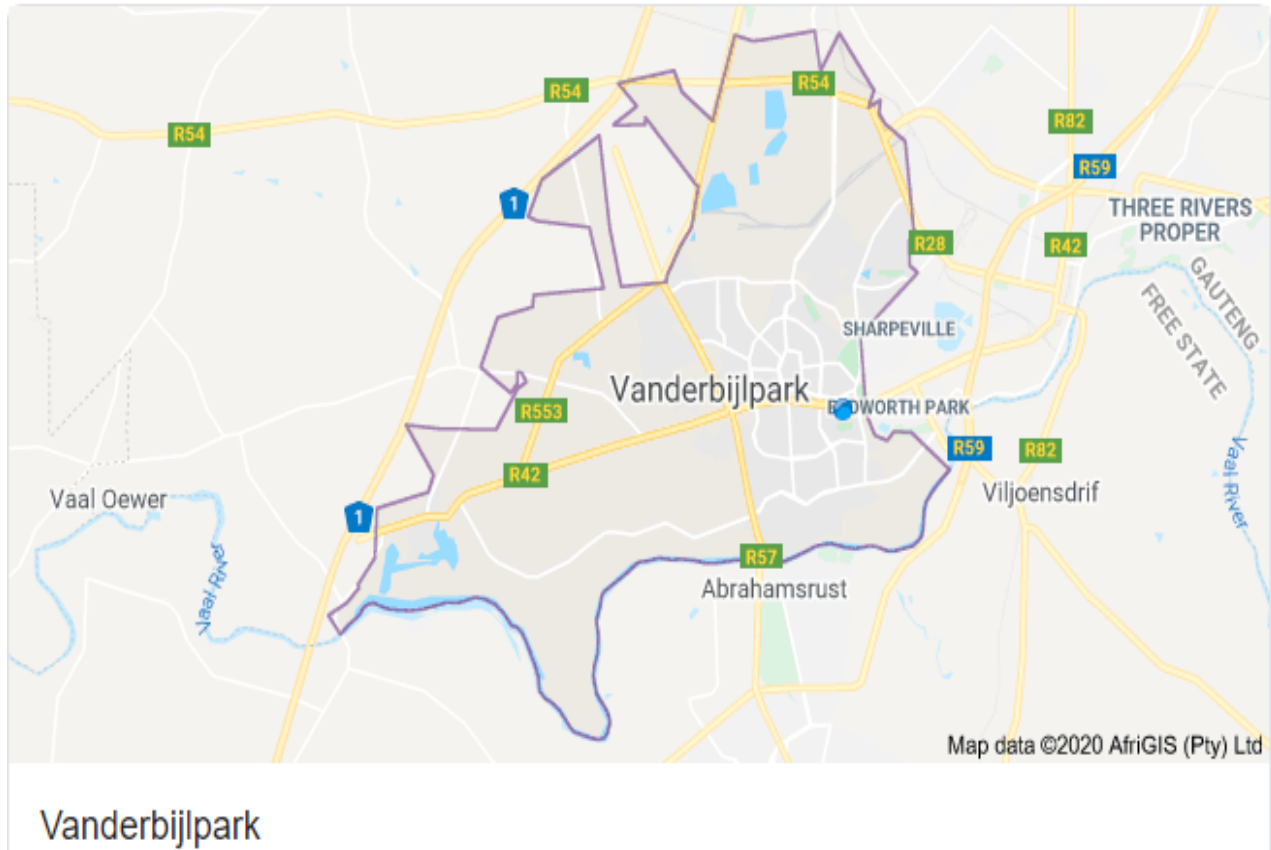 R54
R54
R54
R82
R59
1
THREE RIVERS
PROPER
R28
R42
GAUTENG
FREE STATE
SHARPEVILLE
Vanderbijlpark
R553
PARK
R59
R82
R42
Vaal River
Vaal Oewer
Viljoensdrif
1
Vaal River
R57
Abrahamsrust
Map data ©2020 AfriGIS (Pty) Ltd
Vanderbijlpark